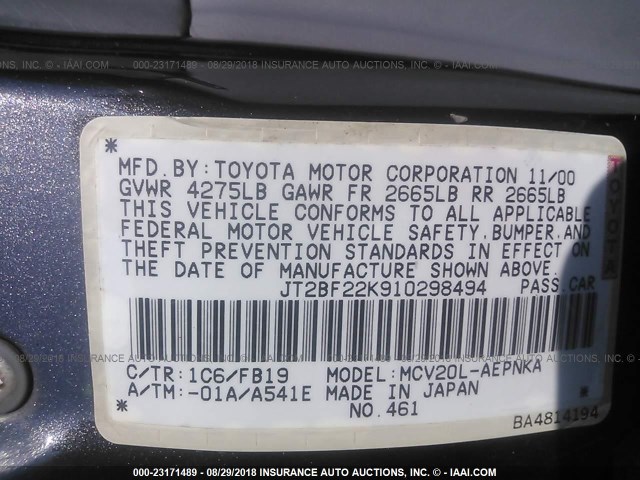 000-23171489 - 08/29/2018 - INSURANCE AUTO AUCTIONS, INC. - WWW.IAAI.COM
* MFD.BY:TOYOTA MOTOR CORPORATION 11/00
GVWR 4275LB GAWR FR 2665LB RR 2665LB
THIS VEHICLE CONFORMS TO ALL APPLICABLE
FEDERAL MOTOR VEHICLE SAFETY,BUMPER,AND
THEFT PREVENTION STANDARDS IN EFFECT ON
THE DATE OF MANUFACTURE SHOWN ABOVE.
JT2BF22K910298494 PASS.CAR
TOYOTA
C/TR:1C6/FB19 MODEL:MCV20L-AEPNKA
A/TM:-01A/A541E MADE IN JAPAN
* NO.461
BA4814194
000-23171489 - 08/29/2018 - INSURANCE AUTO AUCTIONS, INC. - WWW.IAAI.COM